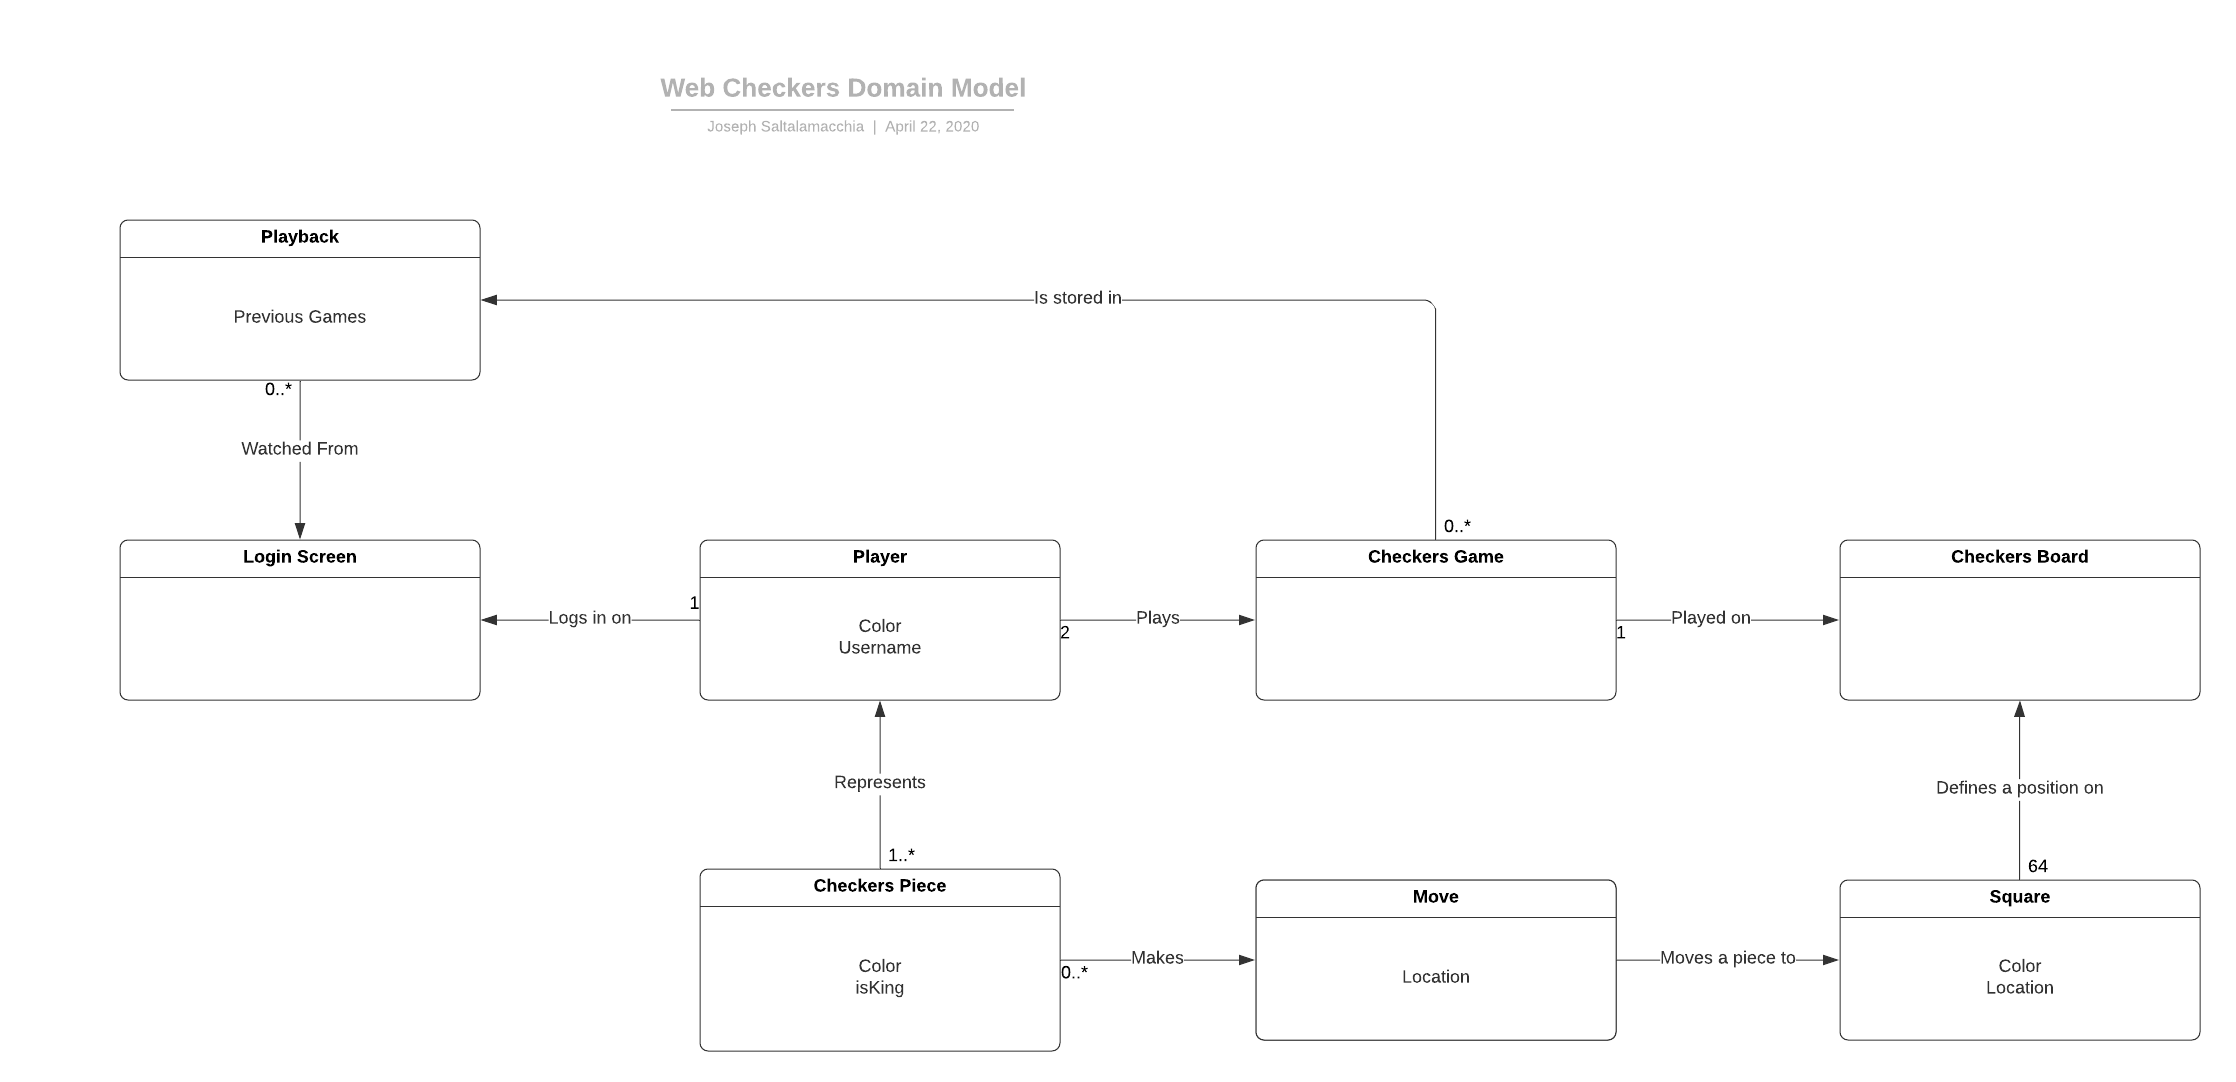 Web Checkers Domain Model
Joseph Saltalamacchia | April 22, 2020
Playback
Previous Games
Is stored in
0..*
Watched From
0..*
Login Screen
Logs in on
1
Player
Color
Username
2
Plays
Checkers Game
1
Played on
Checkers Board
Represents
1..*
Defines a position on
64
Checkers Piece
Color
isKing
0..*
Makes
Move
Location
Moves a piece to
Square
Color
Location